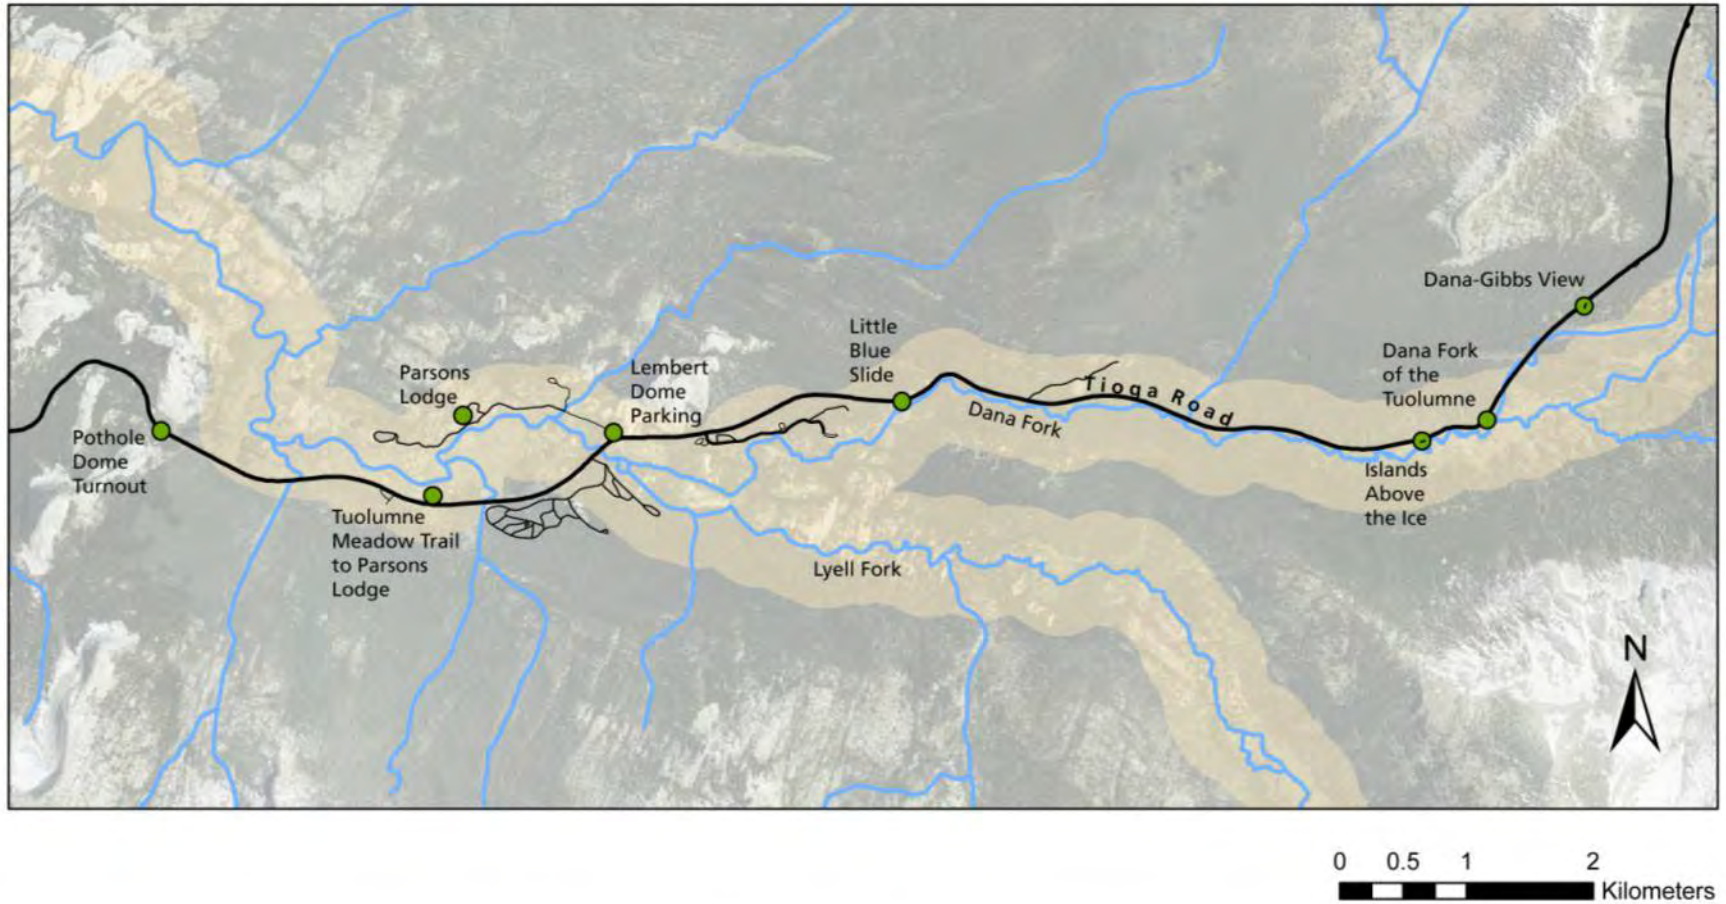 Dana-Gibbs View
Little
Blue
Slide
Dana Fork
of the
Tuolumne
Parsons
Lodge
Lembert
Dome
Parking
Tioga Road
Dana Fork
Pothole
Dome
Turnout
Islands
Above
the Ice
Tuolumne
Meadow Trail
to Parsons
Lodge
Lyell Fork
N
0 0.5 1 2
Kilometers